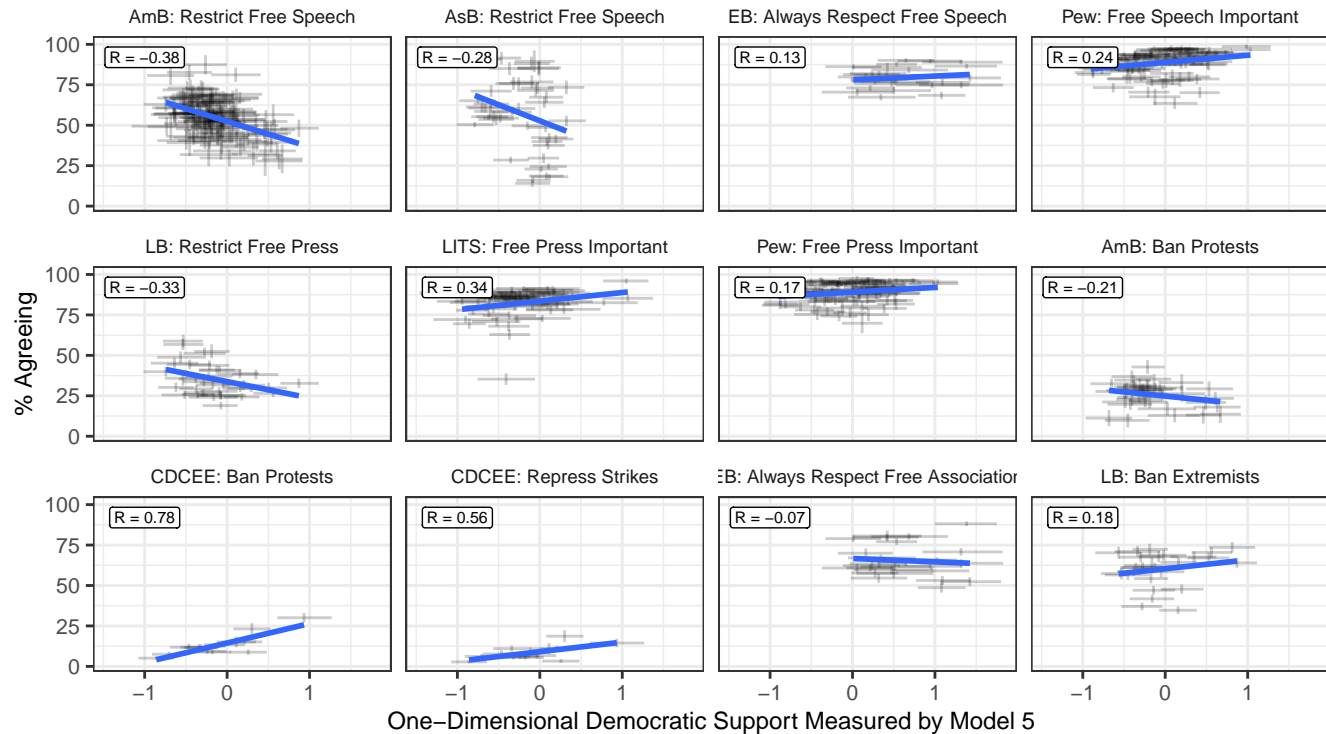 AmB: Restrict Free Speech
AsB: Restrict Free Speech
EB: Always Respect Free Speech
Pew: Free Speech Important
100
75
50
25
0
R = −0.38
R = −0.28
R = 0.13
R = 0.24
LB: Restrict Free Press
LITS: Free Press Important
Pew: Free Press Important
AmB: Ban Protests
% Agreeing
100
75
50
25
0
R = −0.33
R = 0.34
R = 0.17
R = −0.21
CDCEE: Ban Protests
CDCEE: Repress Strikes
EB: Always Respect Free Association
LB: Ban Extremists
100
75
50
25
0
R = 0.78
R = 0.56
R = −0.07
R = 0.18
−1 0 1
−1 0 1
−1 0 1
−1 0 1
One−Dimensional Democratic Support Measured by Model 5